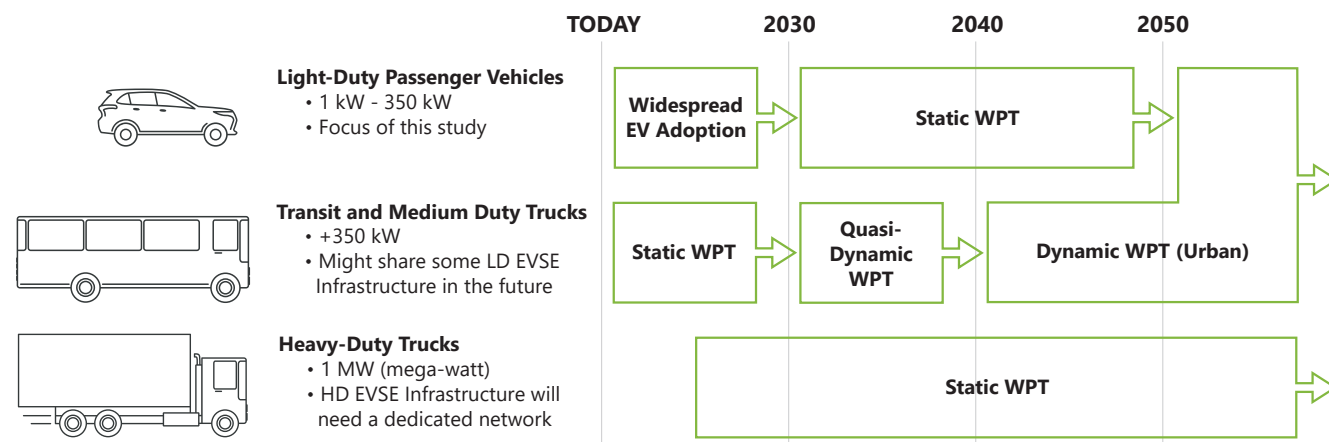 TODAY 2030 2040 2050
Light-Duty Passenger Vehicles
• 1 kW - 350 kW
• Focus of this study
Widespread
EV Adoption
Static WPT
Transit and Medium Duty Trucks
• +350 kW
• Might share some LD EVSE
Infrastructure in the future
Static WPT
Quasi-
Dynamic
WPT
Dynamic WPT (Urban)
Heavy-Duty Trucks
• 1 MW (mega-watt)
• HD EVSE Infrastructure will
need a dedicated network
Static WPT